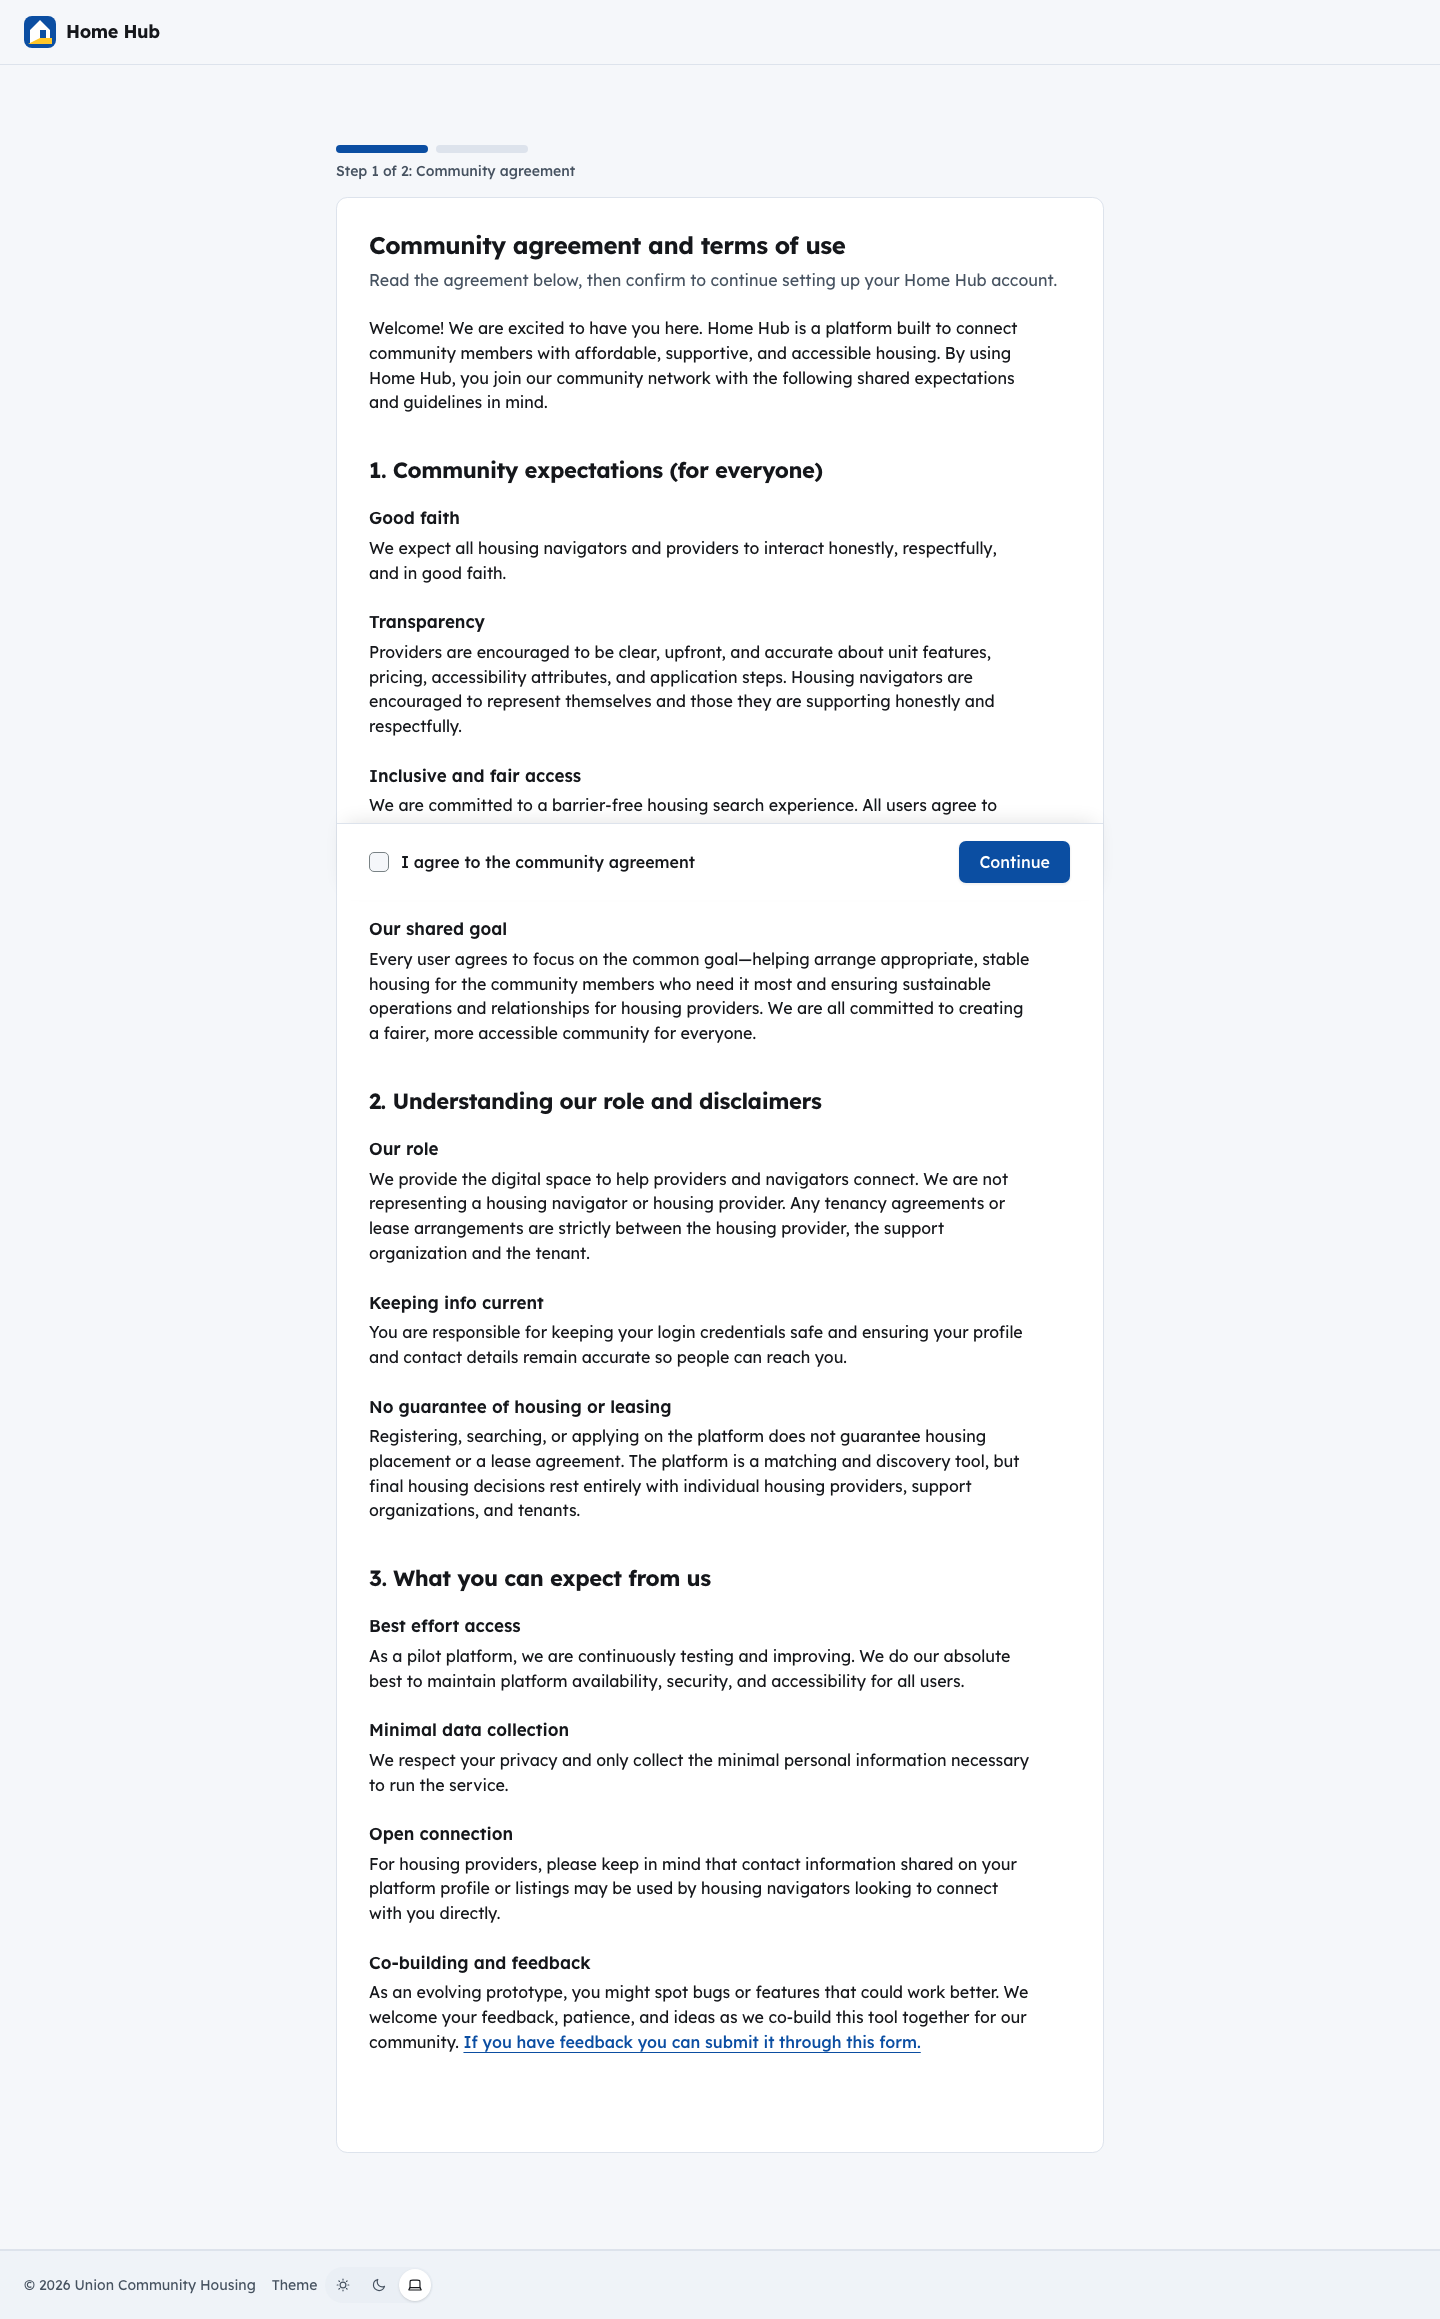 Home Hub
Step 1 of 2: Community agreement
Community agreement and terms of use
Read the agreement below, then confirm to continue setting up your Home Hub account.
Welcome! We are excited to have you here. Home Hub is a platform built to connect
community members with affordable, supportive, and accessible housing. By using
Home Hub, you join our community network with the following shared expectations
and guidelines in mind.
1. Community expectations (for everyone)
Good faith
We expect all housing navigators and providers to interact honestly, respectfully,
and in good faith.
Transparency
Providers are encouraged to be clear, upfront, and accurate about unit features,
pricing, accessibility attributes, and application steps. Housing navigators are
encouraged to represent themselves and those they are supporting honestly and
respectfully.
Inclusive and fair access
We are committed to a barrier-free housing search experience. All users agree to
I agree to the community agreement
Continue
Our shared goal
Every user agrees to focus on the common goal—helping arrange appropriate, stable
housing for the community members who need it most and ensuring sustainable
operations and relationships for housing providers. We are all committed to creating
a fairer, more accessible community for everyone.
2. Understanding our role and disclaimers
Our role
We provide the digital space to help providers and navigators connect. We are not
representing a housing navigator or housing provider. Any tenancy agreements or
lease arrangements are strictly between the housing provider, the support
organization and the tenant.
Keeping info current
You are responsible for keeping your login credentials safe and ensuring your profile
and contact details remain accurate so people can reach you.
No guarantee of housing or leasing
Registering, searching, or applying on the platform does not guarantee housing
placement or a lease agreement. The platform is a matching and discovery tool, but
final housing decisions rest entirely with individual housing providers, support
organizations, and tenants.
3. What you can expect from us
Best effort access
As a pilot platform, we are continuously testing and improving. We do our absolute
best to maintain platform availability, security, and accessibility for all users.
Minimal data collection
We respect your privacy and only collect the minimal personal information necessary
to run the service.
Open connection
For housing providers, please keep in mind that contact information shared on your
platform profile or listings may be used by housing navigators looking to connect
with you directly.
Co-building and feedback
As an evolving prototype, you might spot bugs or features that could work better. We
welcome your feedback, patience, and ideas as we co-build this tool together for our
community. If you have feedback you can submit it through this form.
© 2026 Union Community Housing Theme